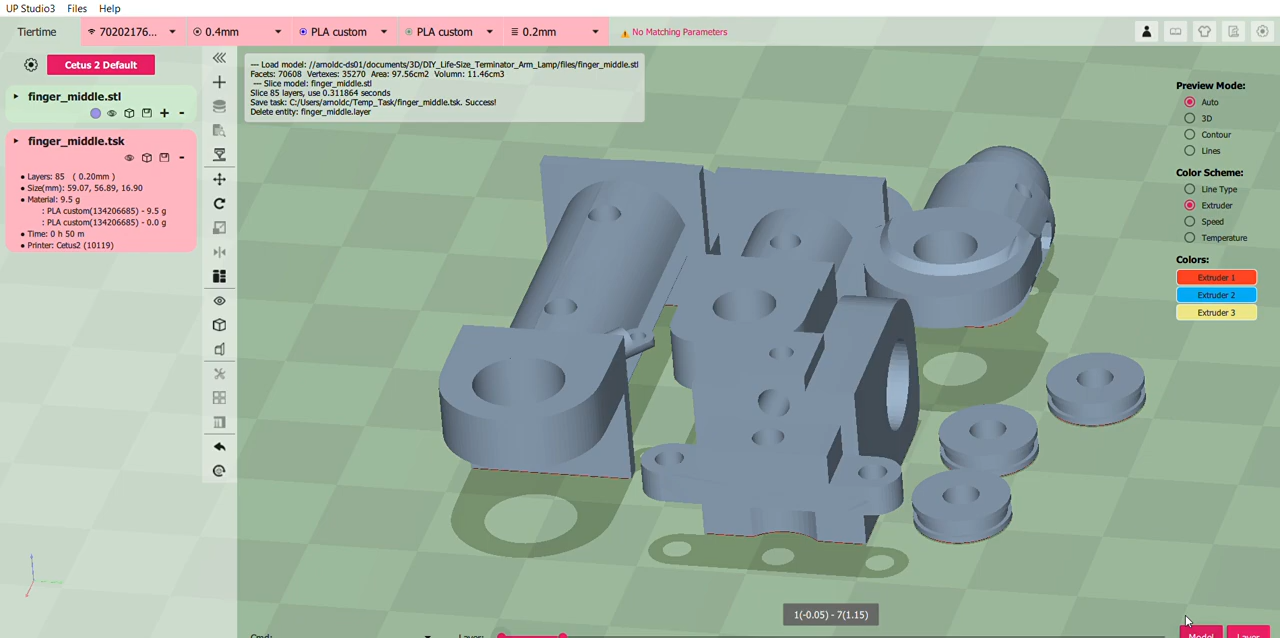 UP Studio3 Files Help
Tiertime 70202176... 0.4mm PLA custom PLA custom 0.2mm No Matching Parameters
Cetus 2 Default
finger_middle.stl
finger_middle.tsk
Layers: 85 ( 0.20mm )
Size(mm): 59.07, 56.89, 16.90
Material: 9.5 g
: PLA custom(134206685) - 9.5 g
: PLA custom(134206685) - 0.0 g
Time: 0 h 50 m
Printer: Cetus2 (10119)
--- Load model: //arnoldc-ds01/documents/3D/DIY_Life-Size_Terminator_Arm_Lamp/files/finger_middle.stl
Facets: 70608 Vertexes: 35270 Area: 97.56cm2 Volumn: 11.46cm3
--- Slice model: finger_middle.stl
Slice 85 layers, use 0.311864 seconds
Save task: C:/Users/arnoldc/Temp_Task/finger_middle.tsk. Success!
Delete entity: finger_middle.layer
Preview Mode:
Auto
3D
Contour
Lines
Color Scheme:
Line Type
Extruder
Speed
Temperature
Colors:
Extruder 1
Extruder 2
Extruder 3
1(-0.05) - 7(1.15)
Cmd: Layer: Model Layer